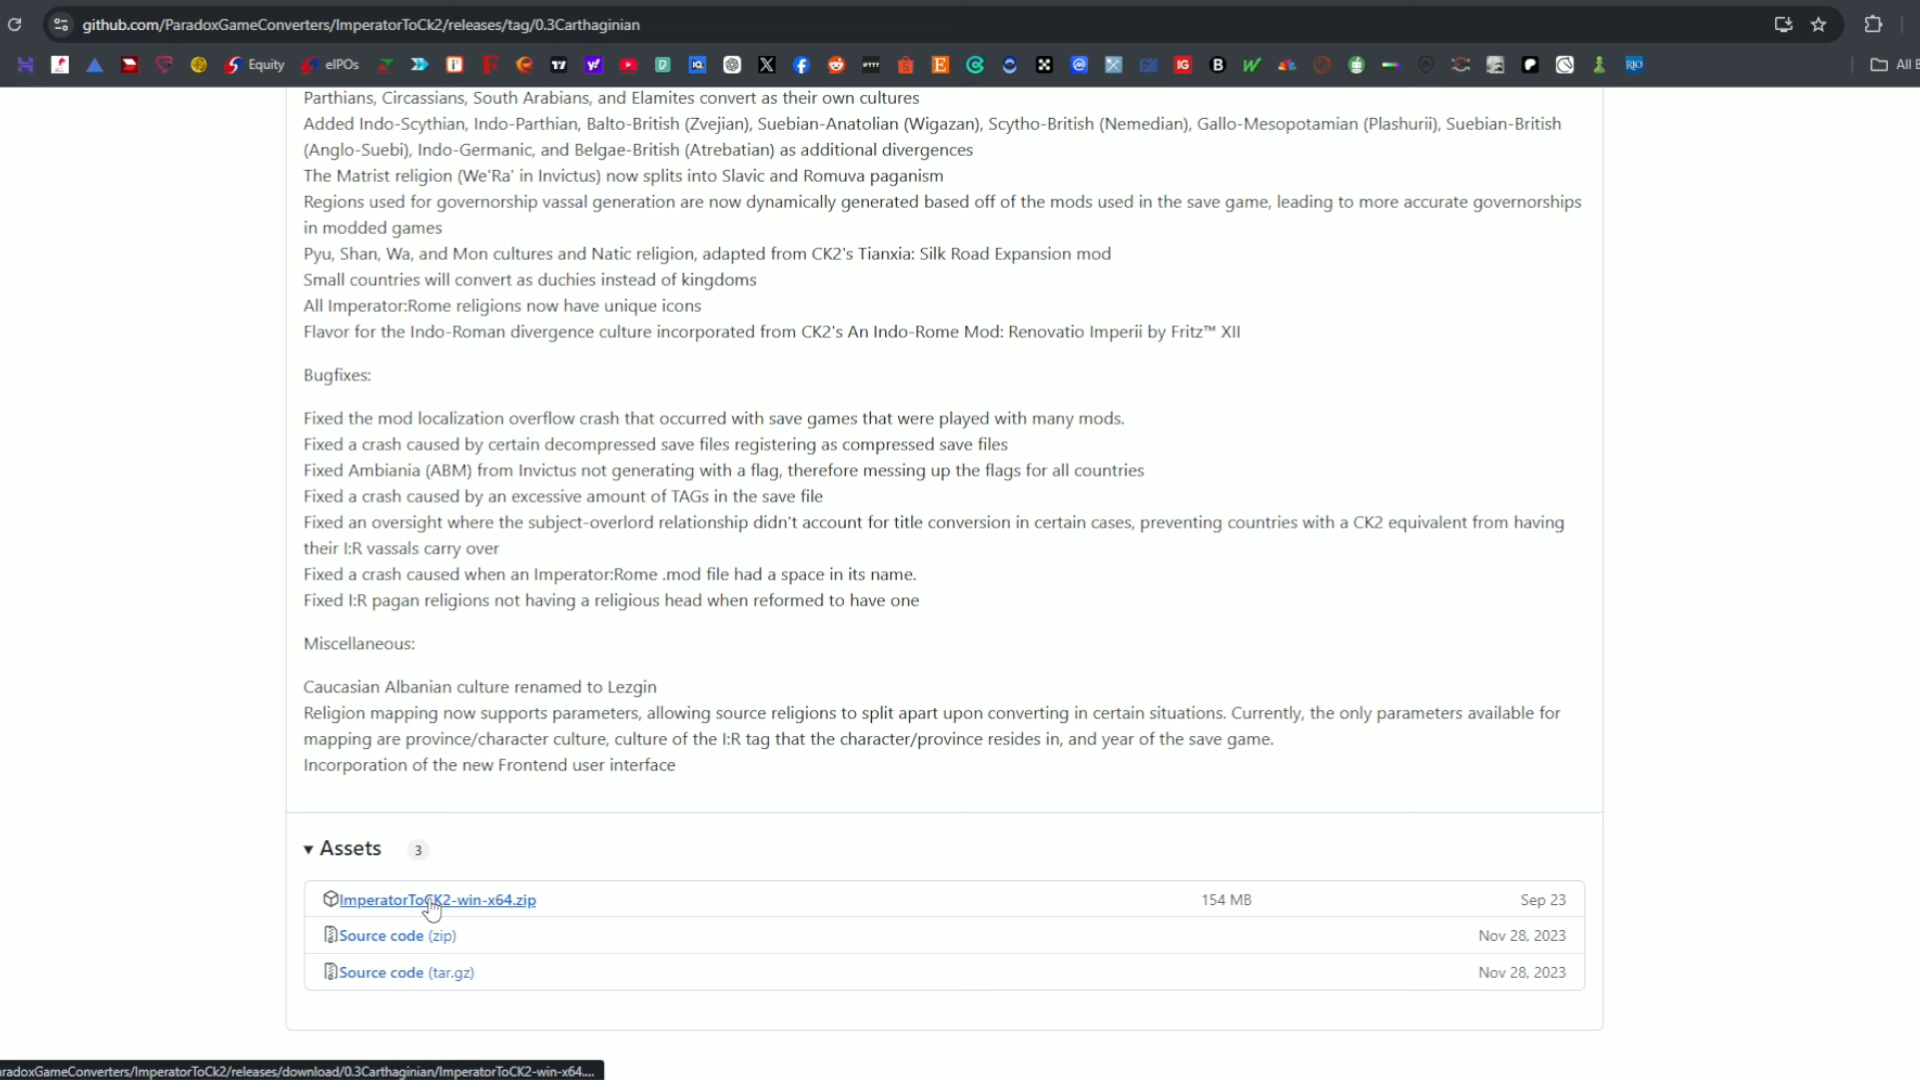 github.com/ParadoxGameConverters/ImperatorToCk2/releases/tag/0.3Carthaginian
Equity
eIPOs
All B
Parthians, Circassians, South Arabians, and Elamites convert as their own cultures
Added Indo-Scythian, Indo-Parthian, Balto-British (Zvejian), Suebian-Anatolian (Wigazan), Scytho-British (Nemedian), Gallo-Mesopotamian (Plashurii), Suebian-British
(Anglo-Suebi), Indo-Germanic, and Belgae-British (Atrebatian) as additional divergences
The Matrist religion (We'Ra' in Invictus) now splits into Slavic and Romuva paganism
Regions used for governorship vassal generation are now dynamically generated based off of the mods used in the save game, leading to more accurate governorships
in modded games
Pyu, Shan, Wa, and Mon cultures and Natic religion, adapted from CK2's Tianxia: Silk Road Expansion mod
Small countries will convert as duchies instead of kingdoms
All Imperator:Rome religions now have unique icons
Flavor for the Indo-Roman divergence culture incorporated from CK2's An Indo-Rome Mod: Renovatio Imperii by Fritz™ XII
Bugfixes:
Fixed the mod localization overflow crash that occurred with save games that were played with many mods.
Fixed a crash caused by certain decompressed save files registering as compressed save files
Fixed Ambiania (ABM) from Invictus not generating with a flag, therefore messing up the flags for all countries
Fixed a crash caused by an excessive amount of TAGs in the save file
Fixed an oversight where the subject-overlord relationship didn't account for title conversion in certain cases, preventing countries with a CK2 equivalent from having
their I:R vassals carry over
Fixed a crash caused when an Imperator:Rome .mod file had a space in its name.
Fixed I:R pagan religions not having a religious head when reformed to have one
Miscellaneous:
Caucasian Albanian culture renamed to Lezgin
Religion mapping now supports parameters, allowing source religions to split apart upon converting in certain situations. Currently, the only parameters available for
mapping are province/character culture, culture of the I:R tag that the character/province resides in, and year of the save game.
Incorporation of the new Frontend user interface
Assets 3
ImperatorToCK2-win-x64.zip 154 MB Sep 23
Source code (zip) Nov 28, 2023
Source code (tar.gz) Nov 28, 2023
radoxGameConverters/ImperatorToCk2/releases/download/0.3Carthaginian/ImperatorToCK2-win-x64....